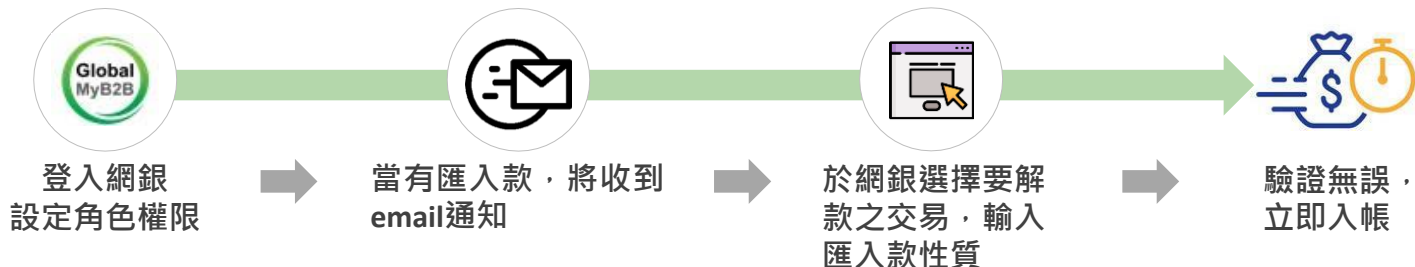 Global
MyB2B
登入網銀
設定角色權限
當有匯入款，將收到
email通知
於網銀選擇要解
款之交易，輸入
匯入款性質
驗證無誤，
立即入帳